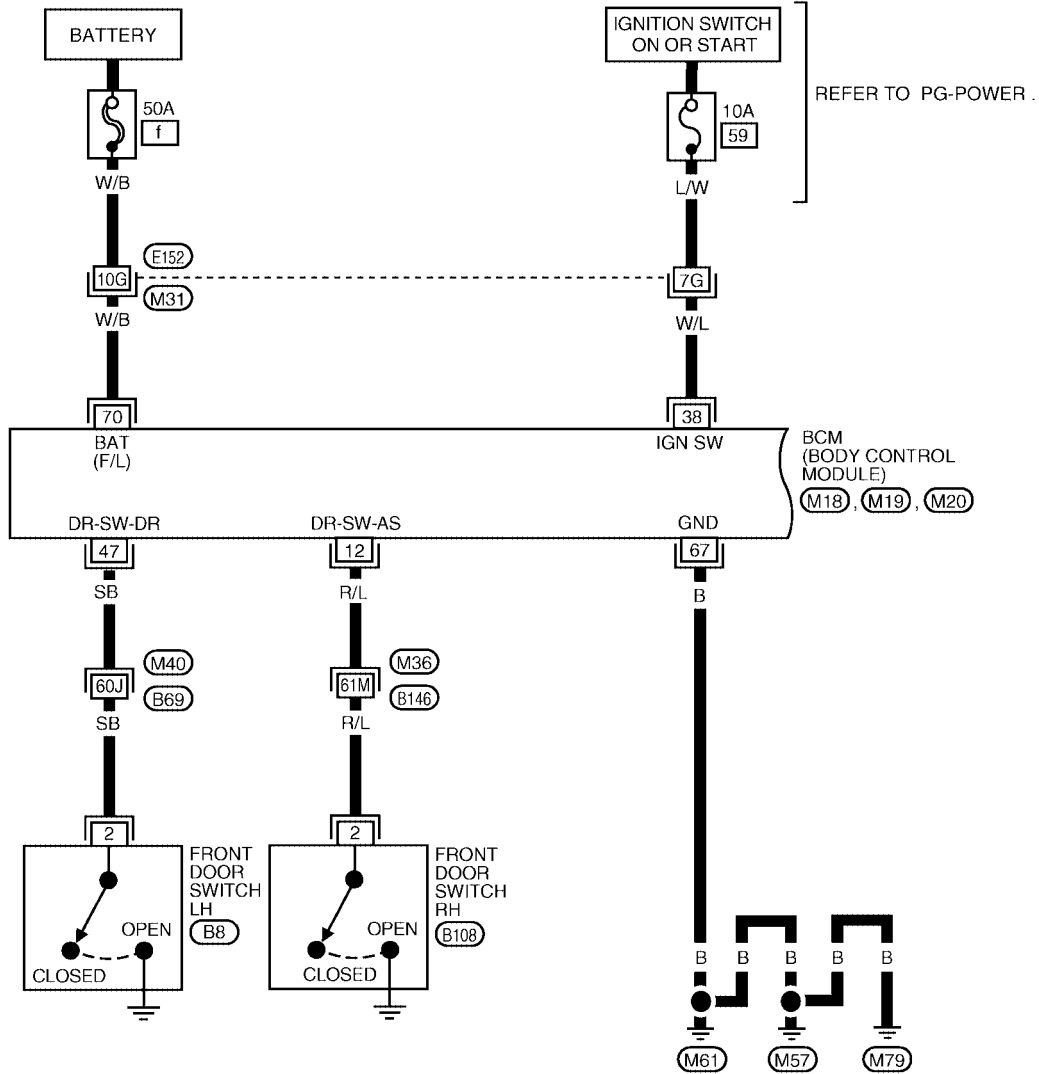 BATTERY
IGNITION SWITCH
ON OR START
REFER TO PG-POWER .
50A
f
10A
59
W/B
L/W
10G
E152
M31
7G
W/B
W/L
70
38
BAT
(F/L)
IGN SW
BCM
(BODY CONTROL
MODULE)
M18 , M19 , M20
DR-SW-DR
DR-SW-AS
GND
47
12
67
SB
R/L
B
60J
M40
B69
61M
M36
B146
SB
R/L
2
2
FRONT
DOOR
SWITCH
LH
B8
OPEN
CLOSED
FRONT
DOOR
SWITCH
RH
B108
OPEN
CLOSED
B B B B B
M61 M57 M79